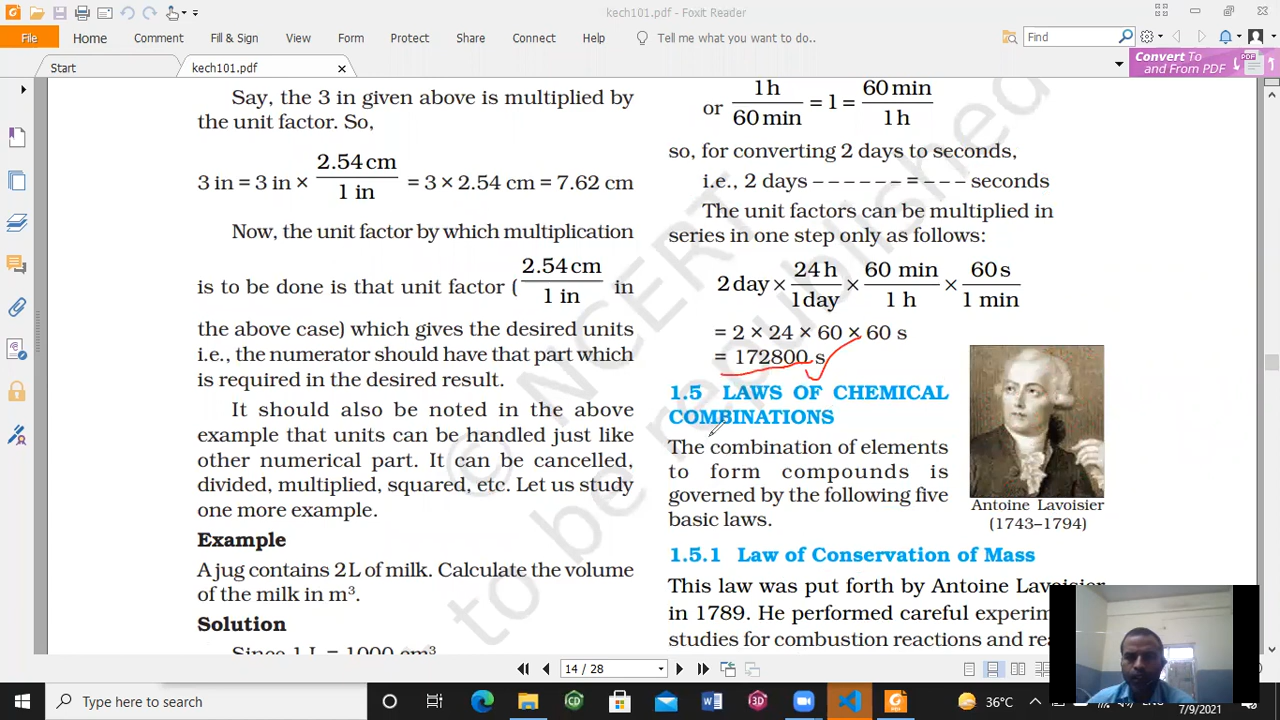 kech101.pdf - Foxit Reader
File
Home
Comment
Fill & Sign
View
Form
Protect
Share
Connect
Help
Tell me what you want to do..
Find
Start
kech101.pdf
Convert To
and From PDF
Say, the 3 in given above is multiplied by
the unit factor. So,
3 in = 3 in × 2.54 cm / 1 in = 3 × 2.54 cm = 7.62 cm
Now, the unit factor by which multiplication
is to be done is that unit factor ( 2.54 cm / 1 in in
the above case) which gives the desired units
i.e., the numerator should have that part which
is required in the desired result.
It should also be noted in the above
example that units can be handled just like
other numerical part. It can be cancelled,
divided, multiplied, squared, etc. Let us study
one more example.
Example
A jug contains 2 L of milk. Calculate the volume
of the milk in m³.
Solution
Since 1 L = 1000 cm³
or 1 h / 60 min = 1 = 60 min / 1 h
so, for converting 2 days to seconds,
i.e., 2 days – – – – – – = – – – seconds
The unit factors can be multiplied in
series in one step only as follows:
2 day × 24 h / 1 day × 60 min / 1 h × 60 s / 1 min
= 2 × 24 × 60 × 60 s
= 172800 s
1.5 LAWS OF CHEMICAL
COMBINATIONS
The combination of elements
to form compounds is
governed by the following five
basic laws.
Antoine Lavoisier
(1743–1794)
1.5.1 Law of Conservation of Mass
This law was put forth by Antoine Lavoisier
in 1789. He performed careful experim
studies for combustion reactions and rea
© NCERT
to be republished
14 / 28
Type here to search
36°C
ENG
7/9/2021